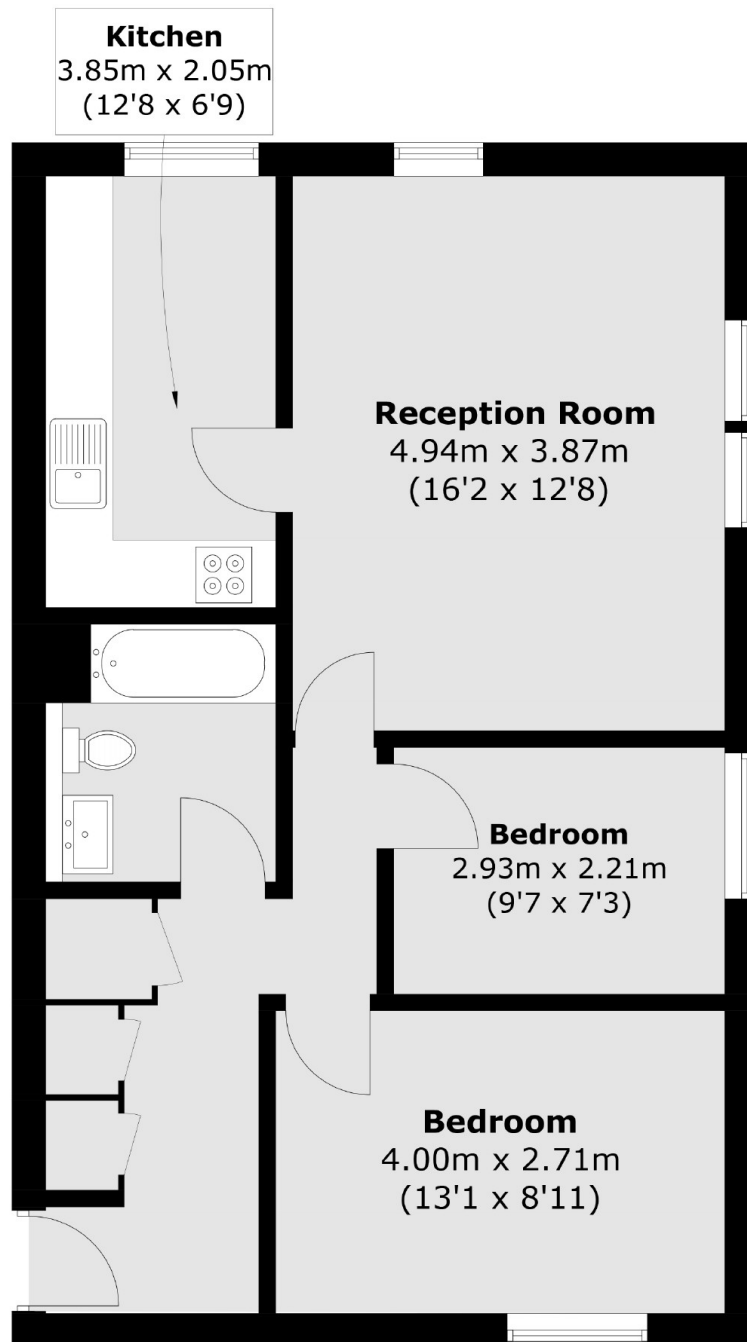 Kitchen
3.85m x 2.05m
(12'8 x 6'9)
Reception Room
4.94m x 3.87m
(16'2 x 12'8)
Bedroom
2.93m x 2.21m
(9'7 x 7'3)
Bedroom
4.00m x 2.71m
(13'1 x 8'11)